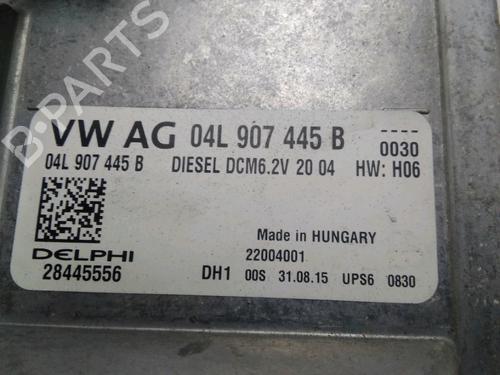 B-PARTS
VW AG 04L 907 445 B ----
0030
04L 907 445 B DIESEL DCM6.2V 20 04 HW: H06
Made in HUNGARY
DELPHI 22004001
28445556 DH1 00S 31.08.15 UPS6 0830